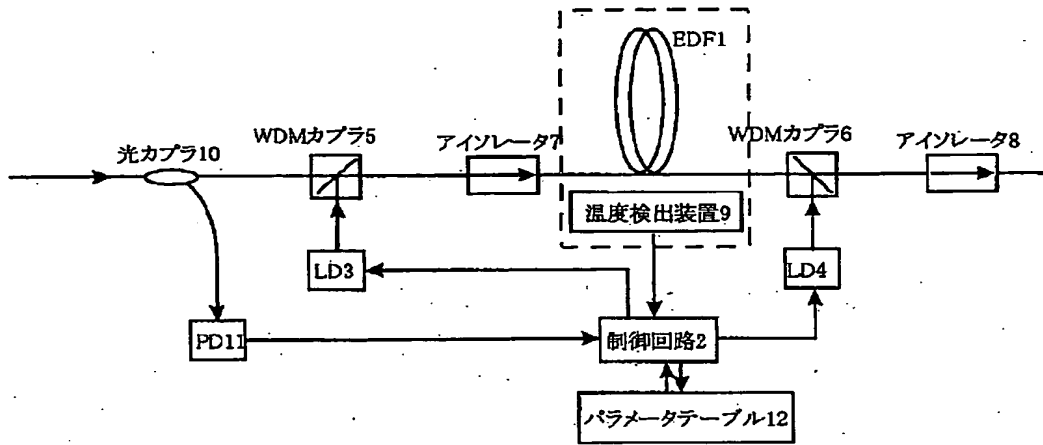 EDF1
WDMカプラ5
アイソレータ7
WDMカプラ6
アイソレータ8
光カプラ10
温度検出装置9
LD3
LD4
PD11
制御回路2
パラメータテーブル12